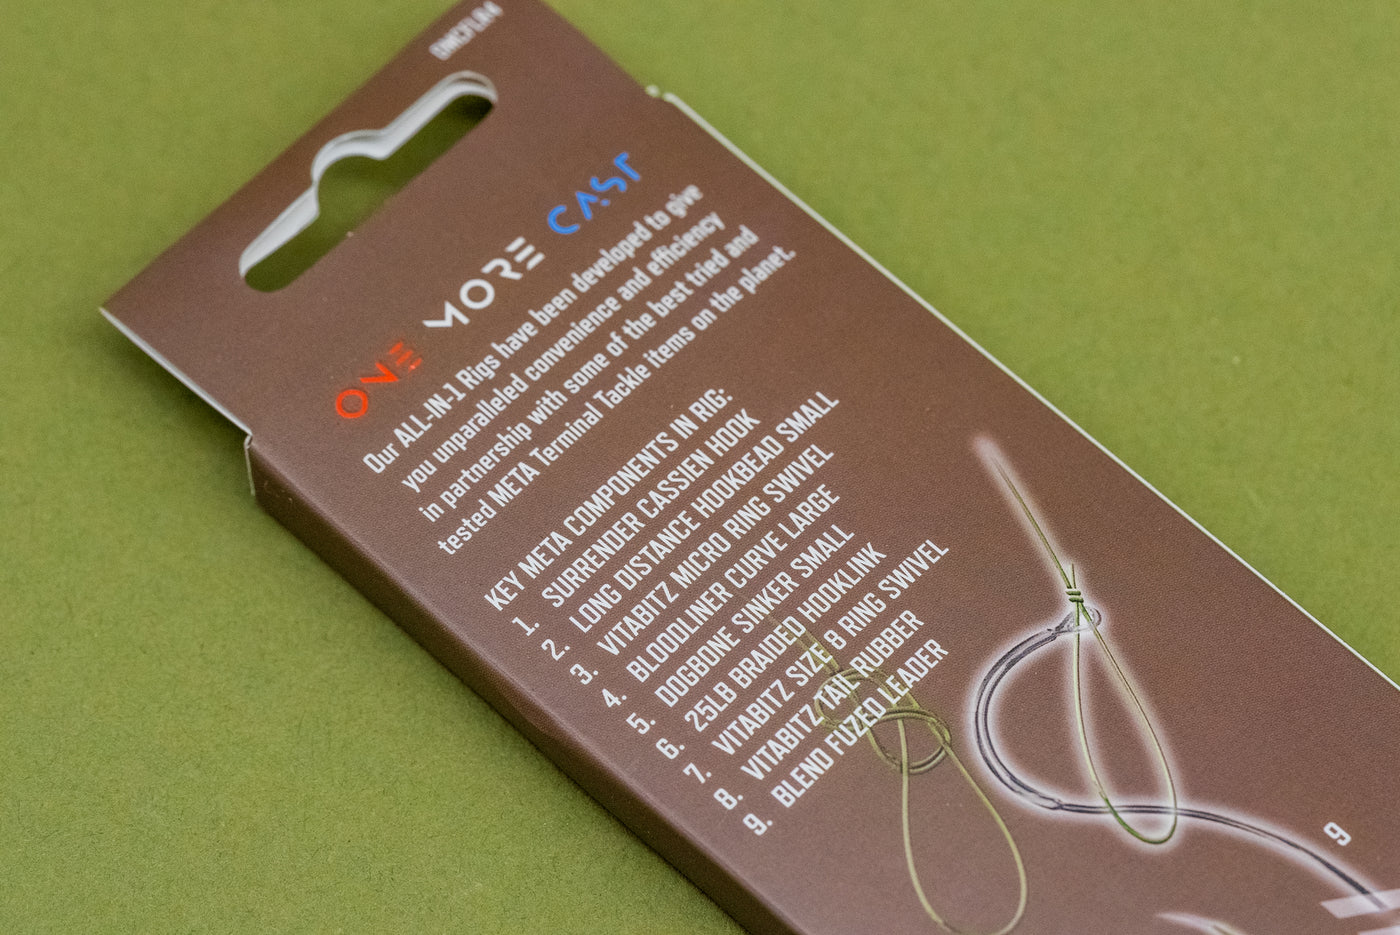 ONE MORE CAST
Our ALL-IN-1 Rigs have been developed to give
you unparalleled convenience and efficiency
in partnership with some of the best tried and
tested META Terminal Tackle items on the planet.
KEY META COMPONENTS IN RIG:
1. SURRENDER CASSIEN HOOK
2. LONG DISTANCE HOOKBEAD SMALL
3. VITABITZ MICRO RING SWIVEL
4. BLOODLINER CURVE LARGE
5. DOGBONE SINKER SMALL
6. 25LB BRAIDED HOOKLINK
7. VITABITZ SIZE 8 RING SWIVEL
8. VITABITZ TAIL RUBBER
9. BLEND FUZED LEADER
9